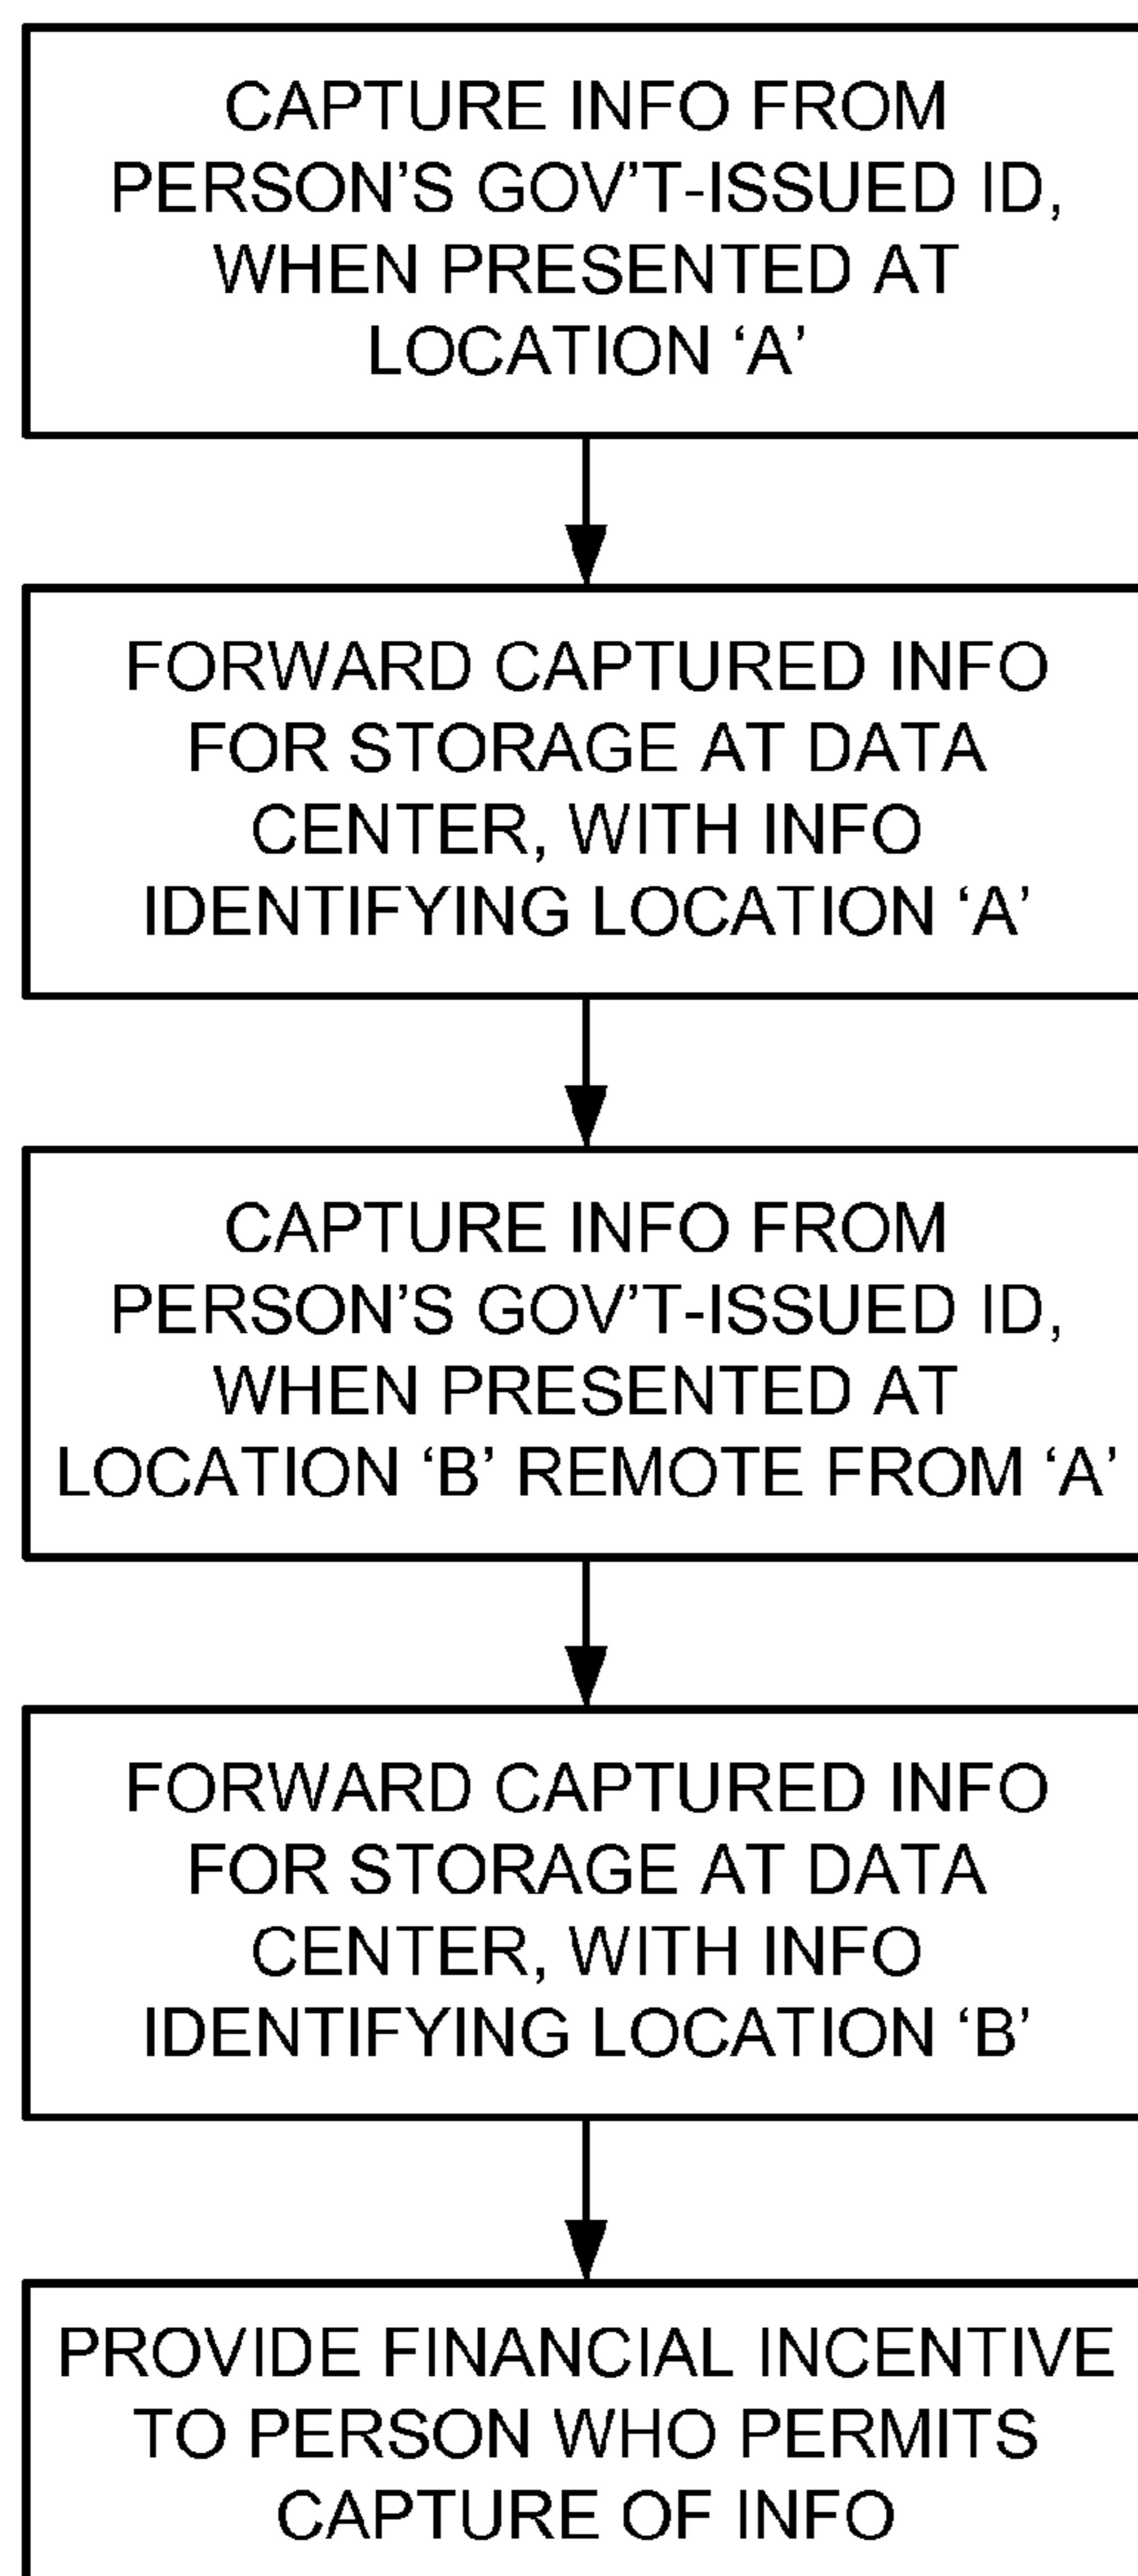 CAPTURE INFO FROM
PERSON’S GOV’T-ISSUED ID,
WHEN PRESENTED AT
LOCATION ‘A’
FORWARD CAPTURED INFO
FOR STORAGE AT DATA
CENTER, WITH INFO
IDENTIFYING LOCATION ‘A’
CAPTURE INFO FROM
PERSON’S GOV’T-ISSUED ID,
WHEN PRESENTED AT
LOCATION ‘B’ REMOTE FROM ‘A’
FORWARD CAPTURED INFO
FOR STORAGE AT DATA
CENTER, WITH INFO
IDENTIFYING LOCATION ‘B’
PROVIDE FINANCIAL INCENTIVE
TO PERSON WHO PERMITS
CAPTURE OF INFO